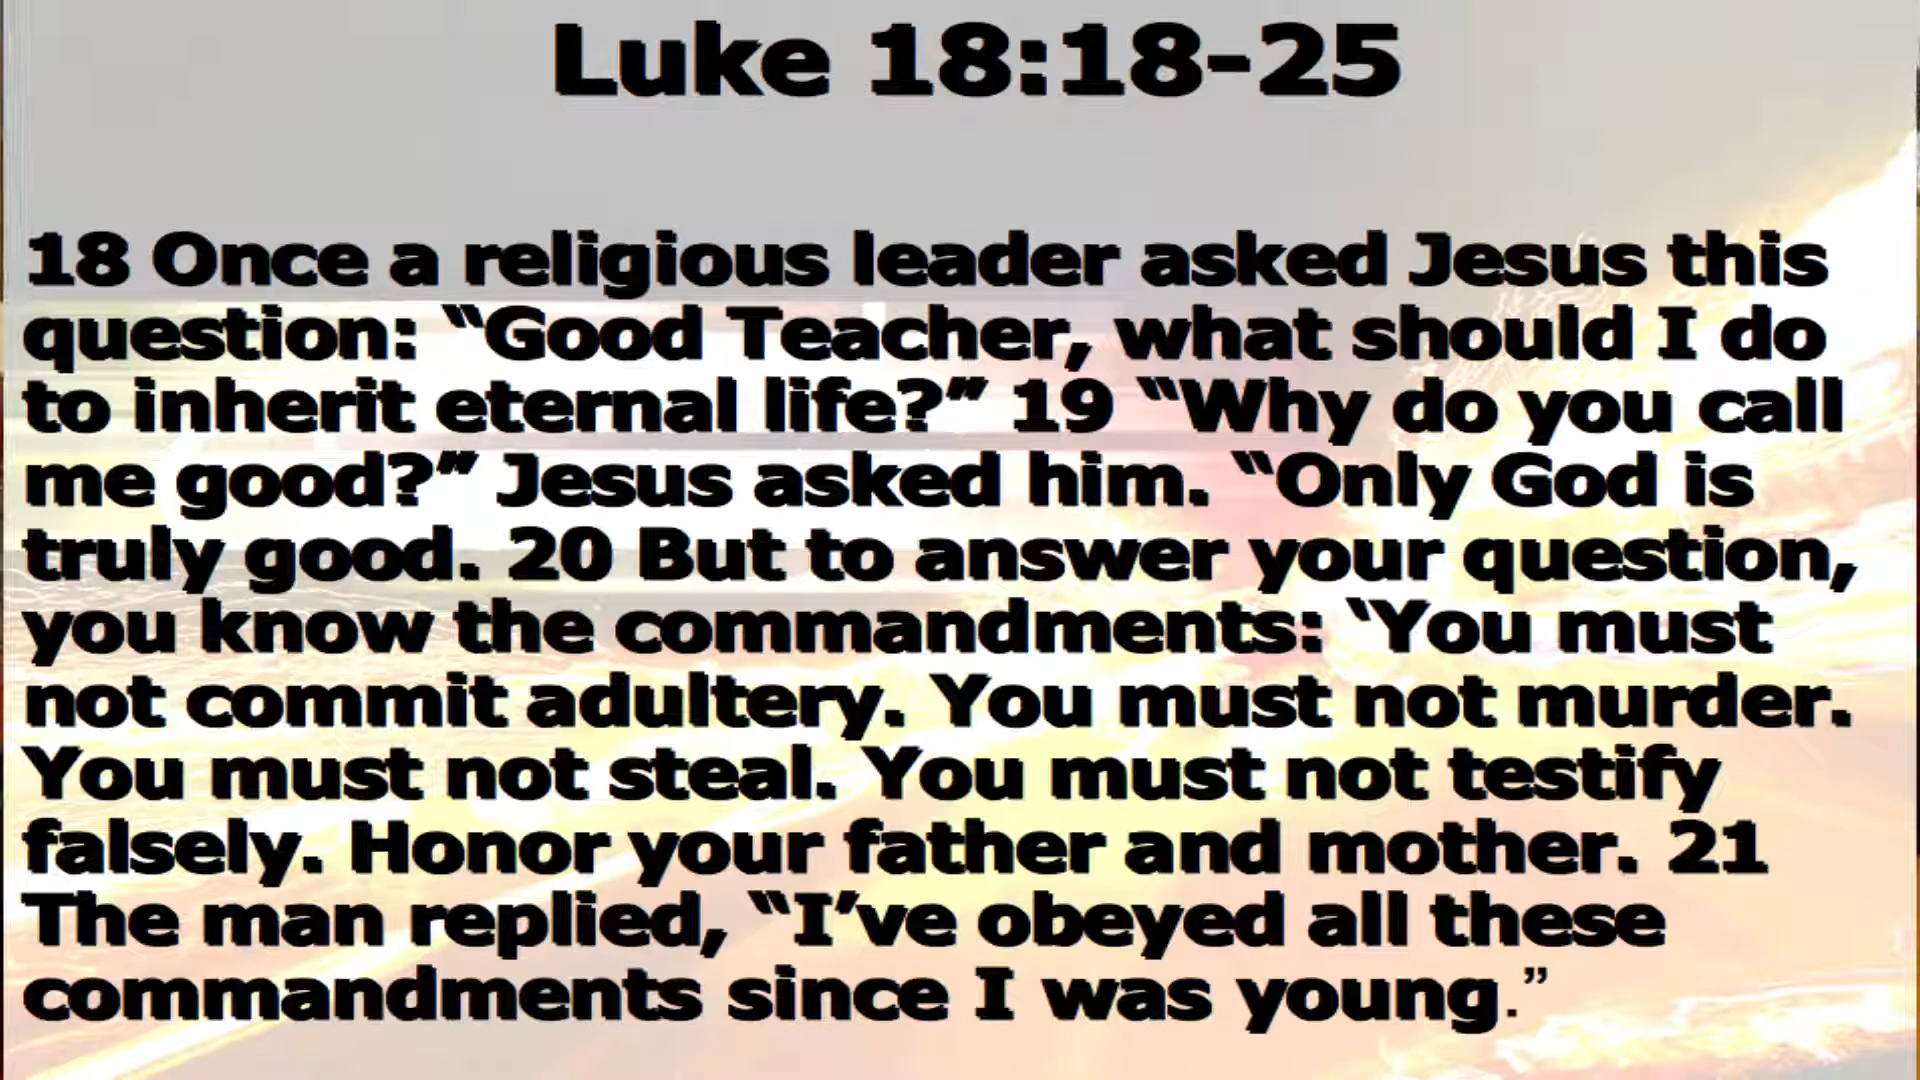 Luke 18:18-25
18 Once a religious leader asked Jesus this
question: “Good Teacher, what should I do
to inherit eternal life?” 19 “Why do you call
me good?” Jesus asked him. “Only God is
truly good. 20 But to answer your question,
you know the commandments: ‘You must
not commit adultery. You must not murder.
You must not steal. You must not testify
falsely. Honor your father and mother. 21
The man replied, “I’ve obeyed all these
commandments since I was young.”